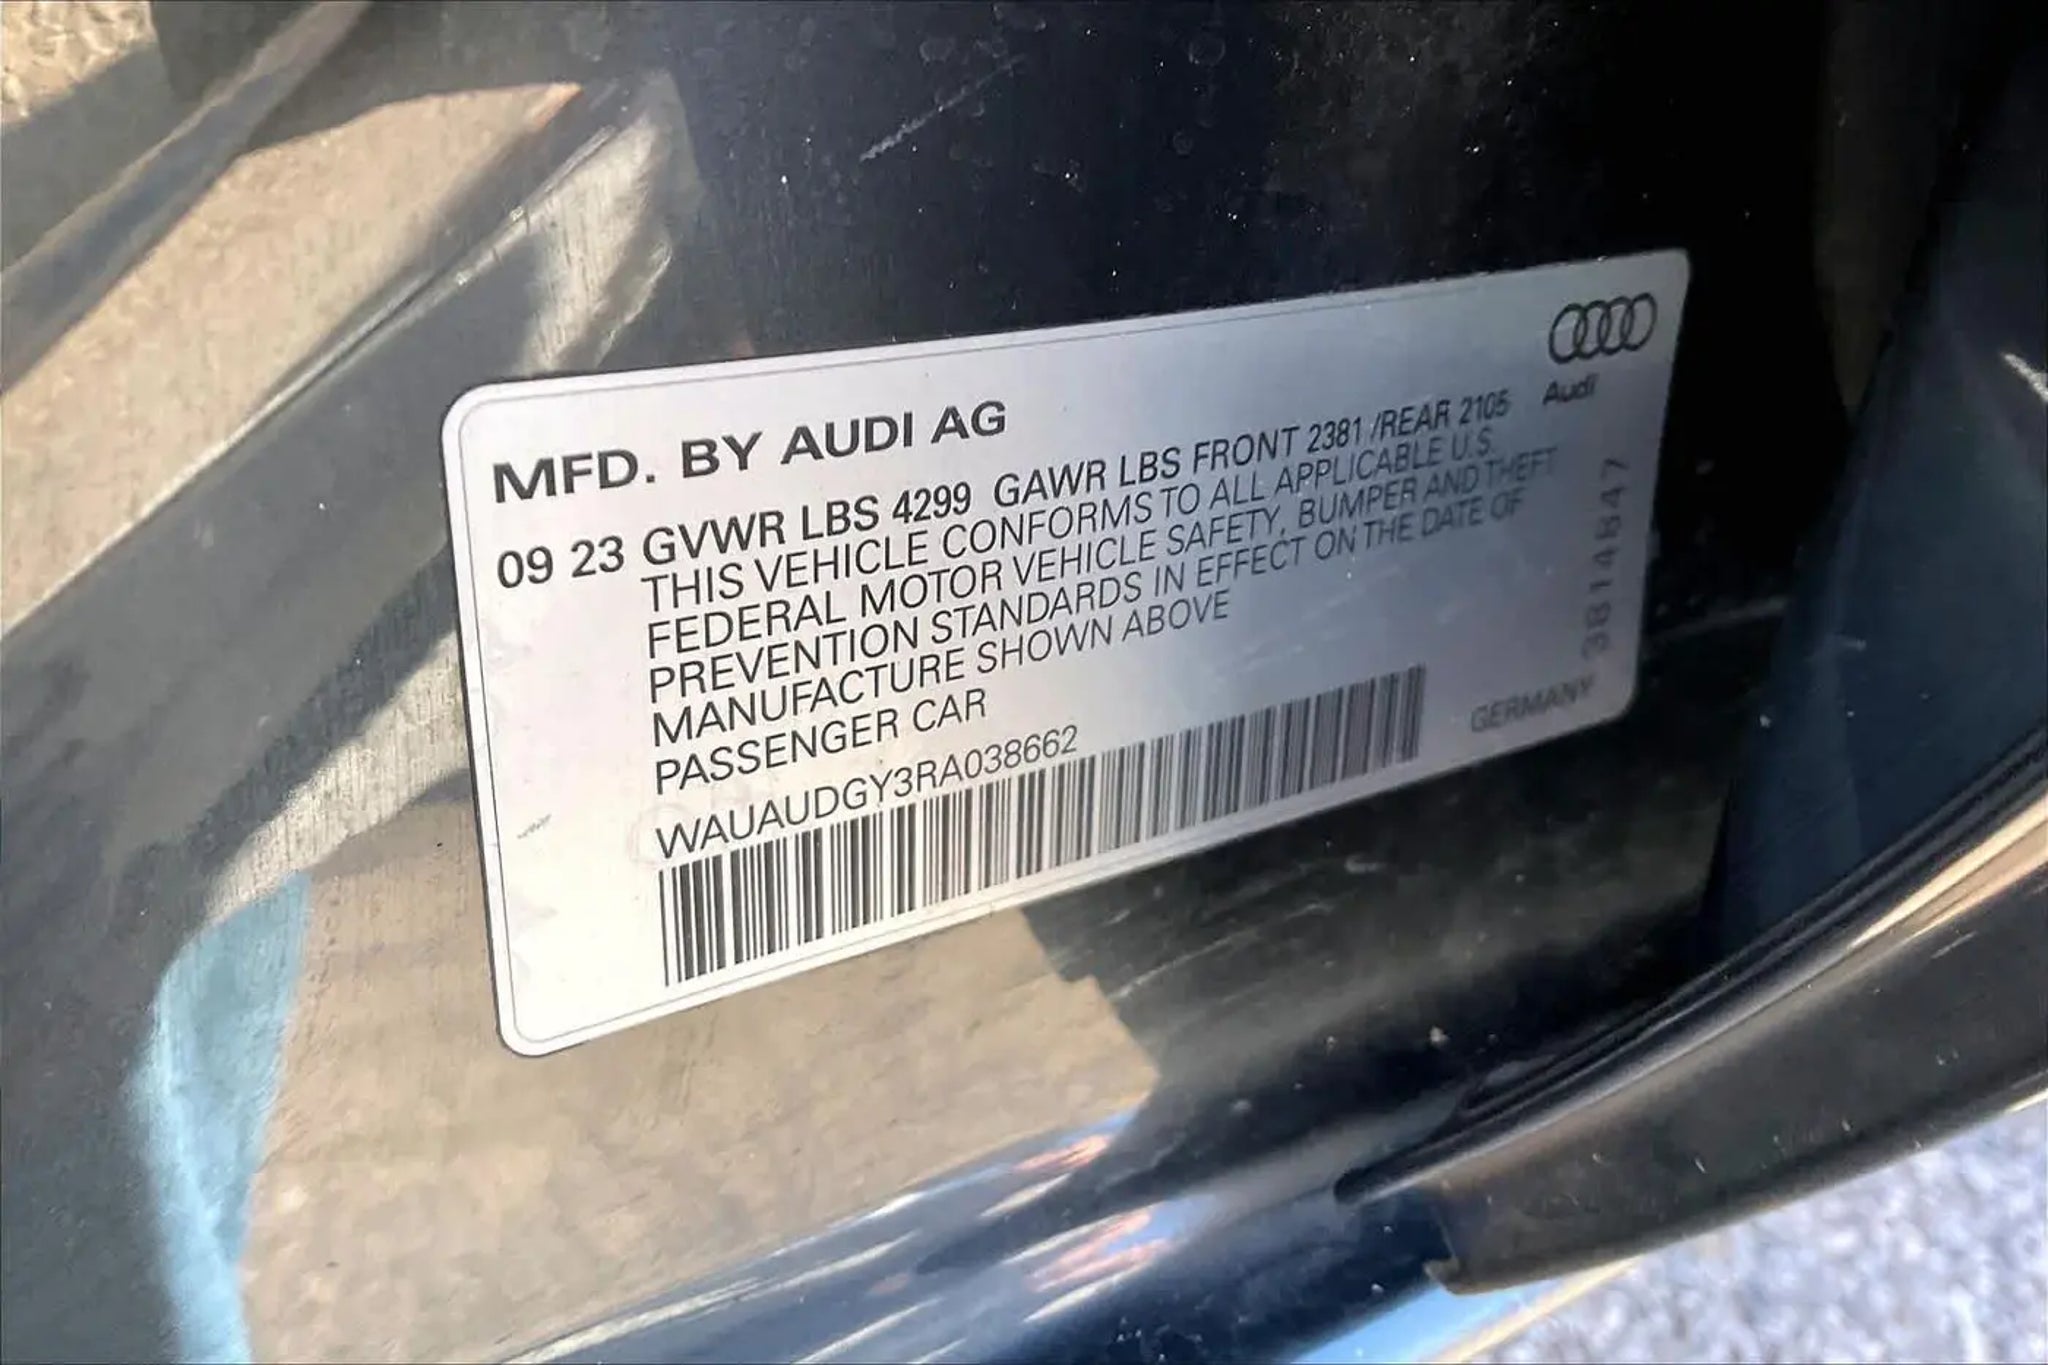 MFD. BY AUDI AG
Audi
09 23 GVWR LBS 4299 GAWR LBS FRONT 2381 /REAR 2105
THIS VEHICLE CONFORMS TO ALL APPLICABLE U.S.
FEDERAL MOTOR VEHICLE SAFETY, BUMPER AND THEFT
PREVENTION STANDARDS IN EFFECT ON THE DATE OF
MANUFACTURE SHOWN ABOVE
PASSENGER CAR
WAUAUDGY3RA038662
GERMANY
3814847